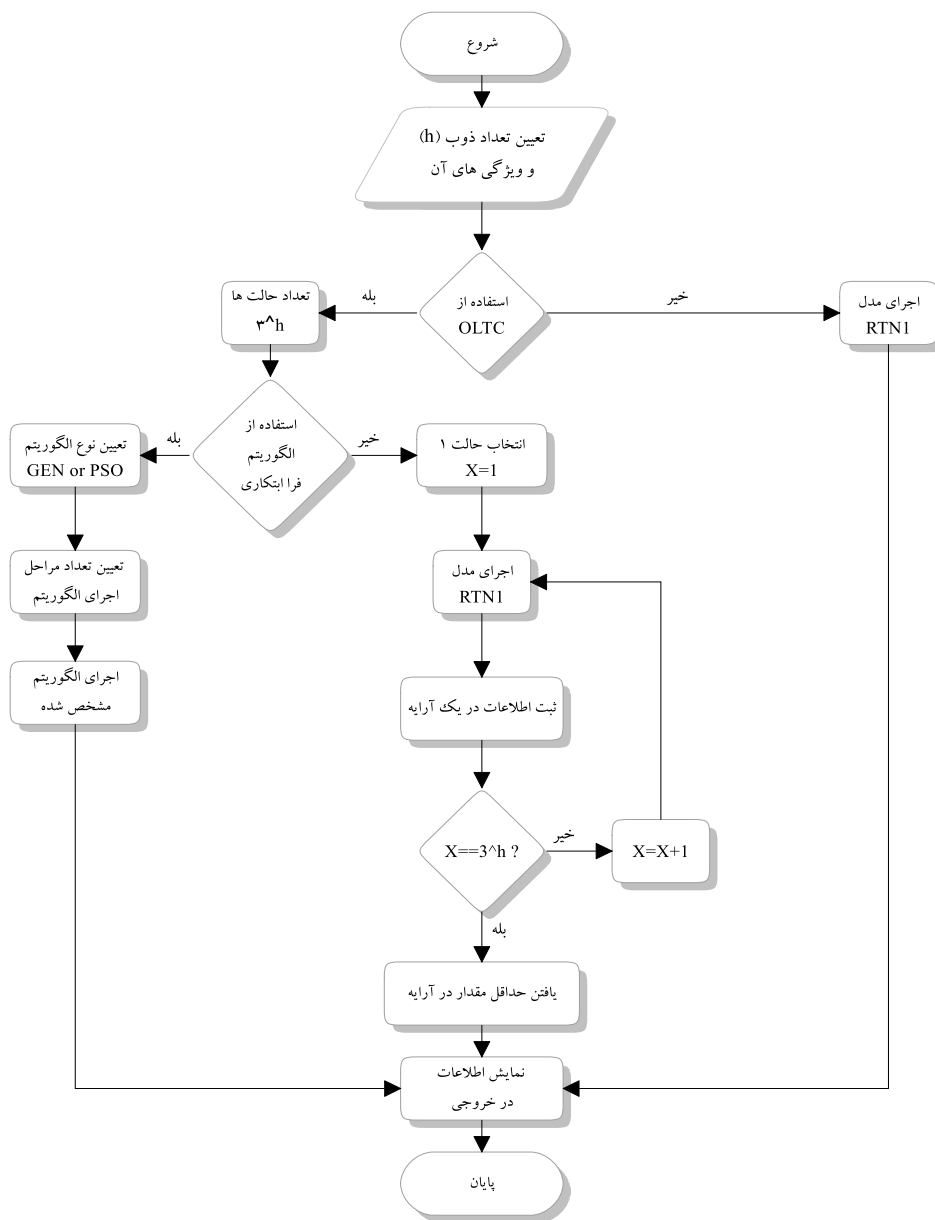 شروع
تعیین تعداد ذوب (h)
و ویژگی های آن
استفاده از
OLTC
بله
خیر
تعداد حالت ها
۳^h
اجرای مدل
RTN1
استفاده از
الگوریتم
فرا ابتکاری
بله
خیر
تعیین نوع الگوریتم
GEN or PSO
انتخاب حالت ۱
X=1
تعیین تعداد مراحل
اجرای الگوریتم
اجرای مدل
RTN1
اجرای الگوریتم
مشخص شده
ثبت اطلاعات در یک آرایه
X==3^h ?
خیر
X=X+1
بله
یافتن حداقل مقدار در آرایه
نمایش اطلاعات
در خروجی
پایان